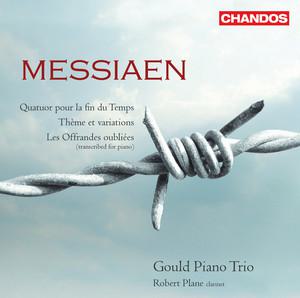 CHANDOS
MESSIAEN
Quatuor pour la fin du Temps
Thème et variations
Les Offrandes oubliées
(transcribed for piano)
Gould Piano Trio
Robert Plane clarinet